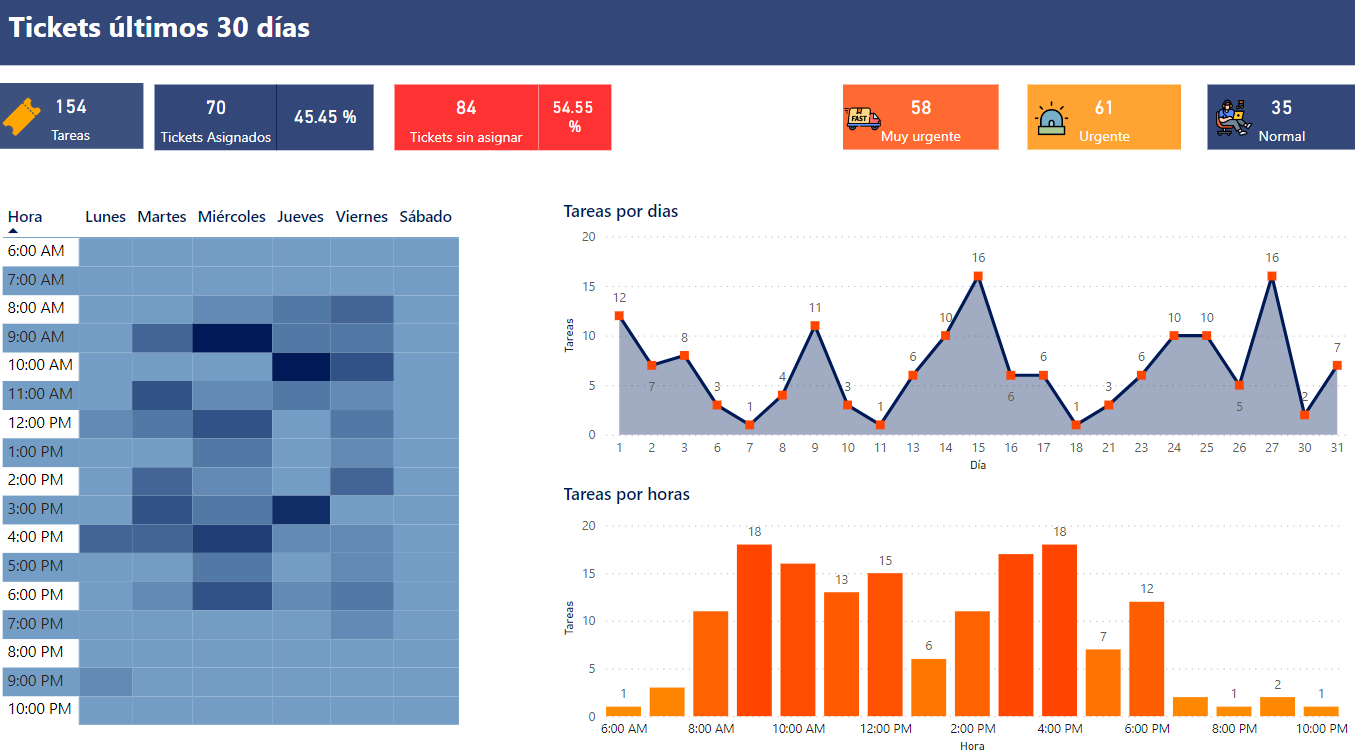 Tickets últimos 30 días
154
Tareas
70
Tickets Asignados
45.45 %
84
Tickets sin asignar
54.55
%
FAST
58
Muy urgente
61
Urgente
35
Normal
Hora Lunes Martes Miércoles Jueves Viernes Sábado
6:00 AM
7:00 AM
8:00 AM
9:00 AM
10:00 AM
11:00 AM
12:00 PM
1:00 PM
2:00 PM
3:00 PM
4:00 PM
5:00 PM
6:00 PM
7:00 PM
8:00 PM
9:00 PM
10:00 PM
Tareas por dias
Tareas
20
15
10
5
0
12 7 8 3 1 4 11 3 1 6 10 16 6 6 1 3 6 10 10 5 16 2 7
1 2 3 6 7 8 9 10 11 13 14 15 16 17 18 21 23 24 25 26 27 30 31
Día
Tareas por horas
Tareas
20
15
10
5
0
1 18 13 15 6 18 7 12 1 2 1
6:00 AM 8:00 AM 10:00 AM 12:00 PM 2:00 PM 4:00 PM 6:00 PM 8:00 PM 10:00 PM
Hora